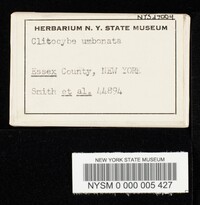 HERBARIUM N. Y. STATE MUSEUM
Clitocybe umbonata
Essex County, NEW YORK
Smith et al. 44894
NEW YORK STATE MUSEUM
NYSM 0 000 005 427